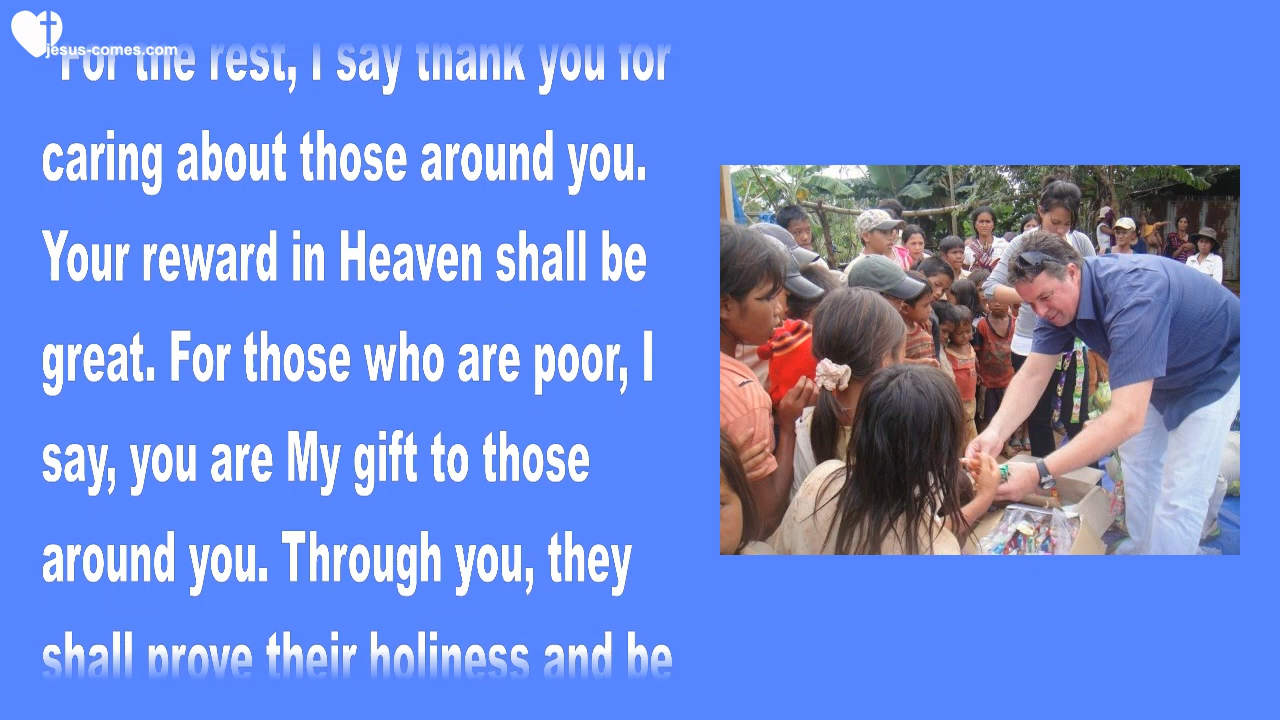 jesus-comes.com
"For the rest, I say thank you for
caring about those around you.
Your reward in Heaven shall be
great. For those who are poor, I
say, you are My gift to those
around you. Through you, they
shall prove their holiness and be